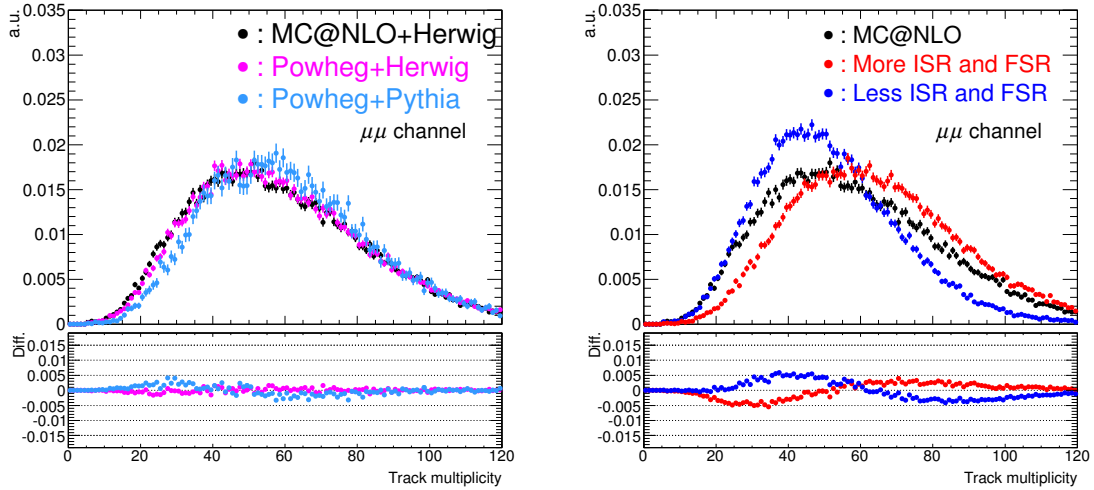 a.u.
0.035
0.03
0.025
0.02
0.015
0.01
0.005
0
: MC@NLO+Herwig
: Powheg+Herwig
: Powheg+Pythia
μμ channel
Diff.
0.015
0.01
0.005
0
-0.005
-0.01
-0.015
0 20 40 60 80 100 120
Track multiplicity
a.u.
0.035
0.03
0.025
0.02
0.015
0.01
0.005
0
: MC@NLO
: More ISR and FSR
: Less ISR and FSR
μμ channel
Diff.
0.015
0.01
0.005
0
-0.005
-0.01
-0.015
0 20 40 60 80 100 120
Track multiplicity